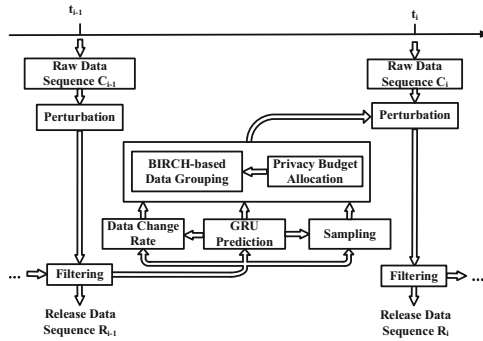 t_{i-1}
t_i
Raw Data
Sequence C_{i-1}
Raw Data
Sequence C_i
Perturbation
Perturbation
BIRCH-based
Data Grouping
Privacy Budget
Allocation
Data Change
Rate
GRU
Prediction
Sampling
...
Filtering
Filtering
...
Release Data
Sequence R_{i-1}
Release Data
Sequence R_i